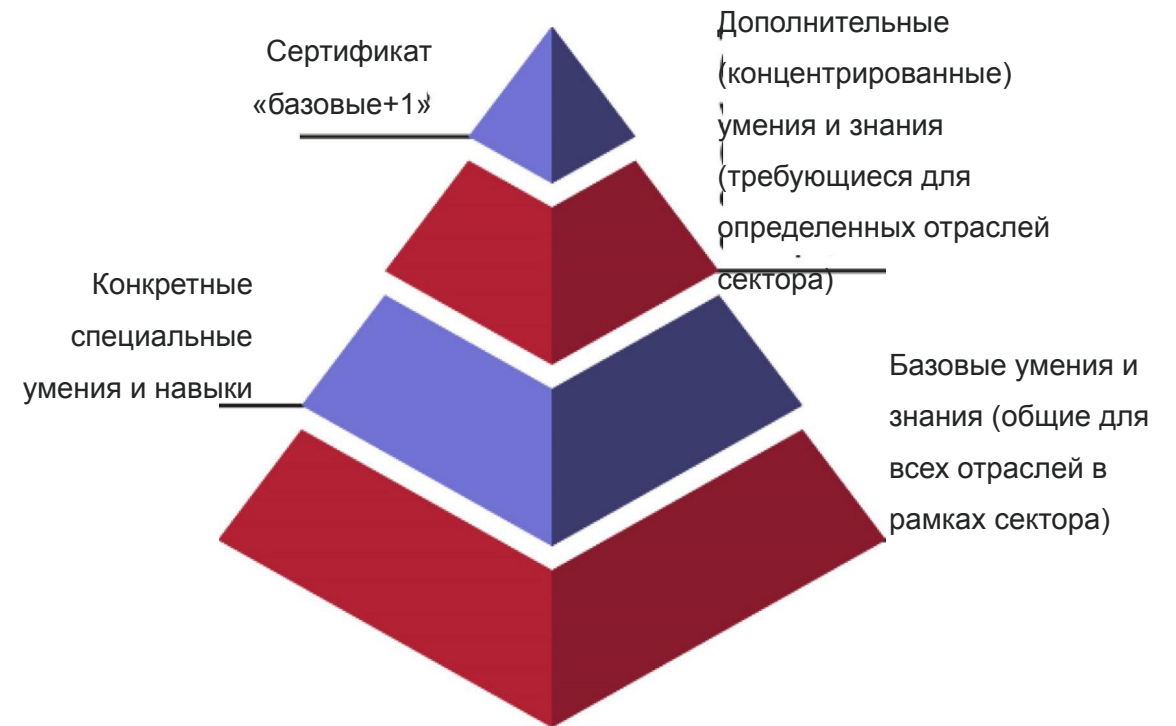 Сертификат
«базовые+1»
Дополнительные
(концентрированные)
умения и знания
(требующиеся для
определенных отраслей
сектора)
Конкретные
специальные
умения и навыки
Базовые умения и
знания (общие для
всех отраслей в
рамках сектора)